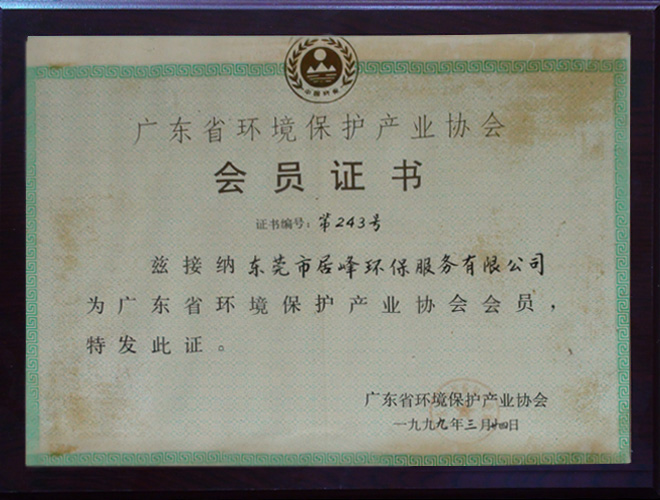 广东省环境保护产业协会
会员证书
证书编号：第243号
兹接纳东莞市居峰环保服务有限公司
为广东省环境保护产业协会会员，
特发此证。
广东省环境保护产业协会
一九九九年三月廿四日